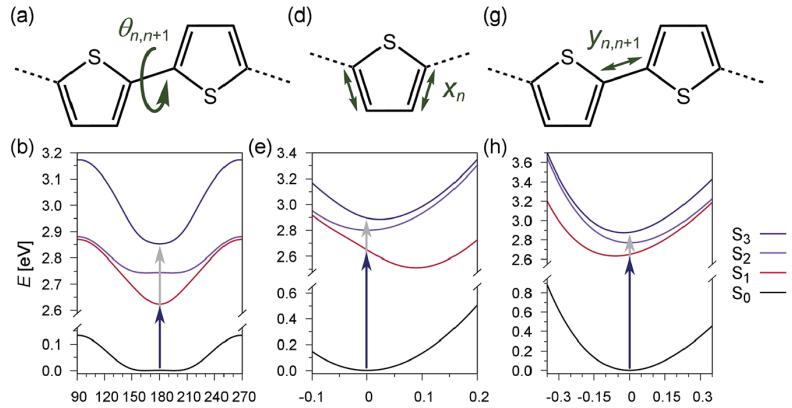 (a)
θn,n+1
S
S
(d)
S
xn
(g)
yn,n+1
S
S
(b)
3.2
3.1
3.0
2.9
2.8
2.7
2.6
0.1
0.0
E [eV]
90 120 150 180 210 240 270
(e)
3.4
3.2
3.0
2.8
2.6
0.6
0.4
0.2
0.0
-0.1 0 0.1 0.2
(h)
3.6
3.4
3.2
3.0
2.8
2.6
0.8
0.6
0.4
0.2
0.0
-0.3 -0.15 0 0.15 0.3
S3
S2
S1
S0